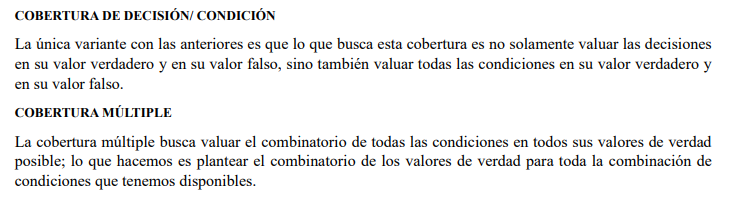 COBERTURA DE DECISIÓN/ CONDICIÓN
La única variante con las anteriores es que lo que busca esta cobertura es no solamente valuar las decisiones
en su valor verdadero y en su valor falso, sino también valuar todas las condiciones en su valor verdadero y
en su valor falso.
COBERTURA MÚLTIPLE
La cobertura múltiple busca valuar el combinatorio de todas las condiciones en todos sus valores de verdad
posible; lo que hacemos es plantear el combinatorio de los valores de verdad para toda la combinación de
condiciones que tenemos disponibles.